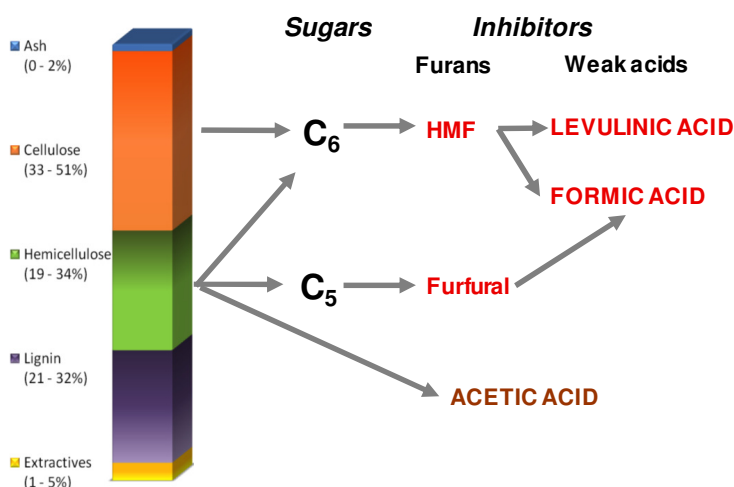 Sugars
Inhibitors
Furans
Weak acids
Ash
(0 - 2%)
Cellulose
(33 - 51%)
C6
HMF
LEVULINIC ACID
FORMIC ACID
Hemicellulose
(19 - 34%)
C5
Furfural
Lignin
(21 - 32%)
ACETIC ACID
Extractives
(1 - 5%)